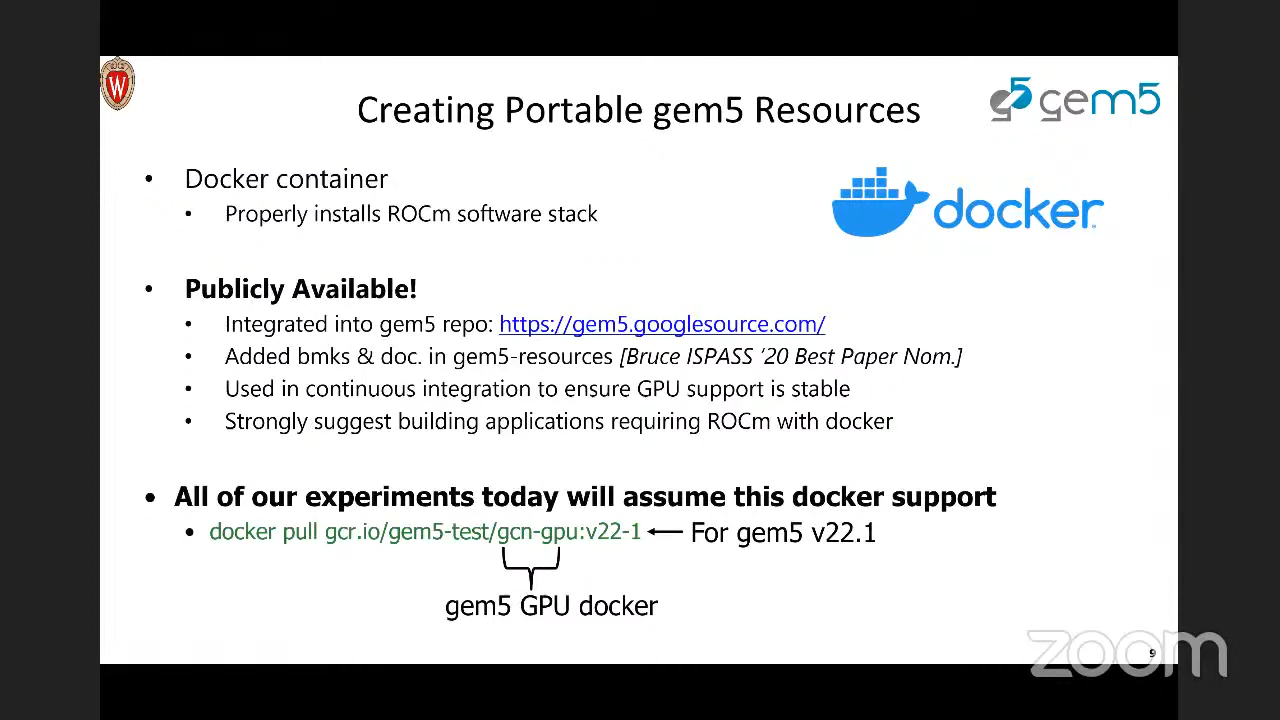 W
Creating Portable gem5 Resources
gem5
• Docker container
• Properly installs ROCm software stack
docker
• Publicly Available!
• Integrated into gem5 repo: https://gem5.googlesource.com/
• Added bmks & doc. in gem5-resources [Bruce ISPASS ’20 Best Paper Nom.]
• Used in continuous integration to ensure GPU support is stable
• Strongly suggest building applications requiring ROCm with docker
• All of our experiments today will assume this docker support
• docker pull gcr.io/gem5-test/gcn-gpu:v22-1 For gem5 v22.1
gem5 GPU docker
zoom
9